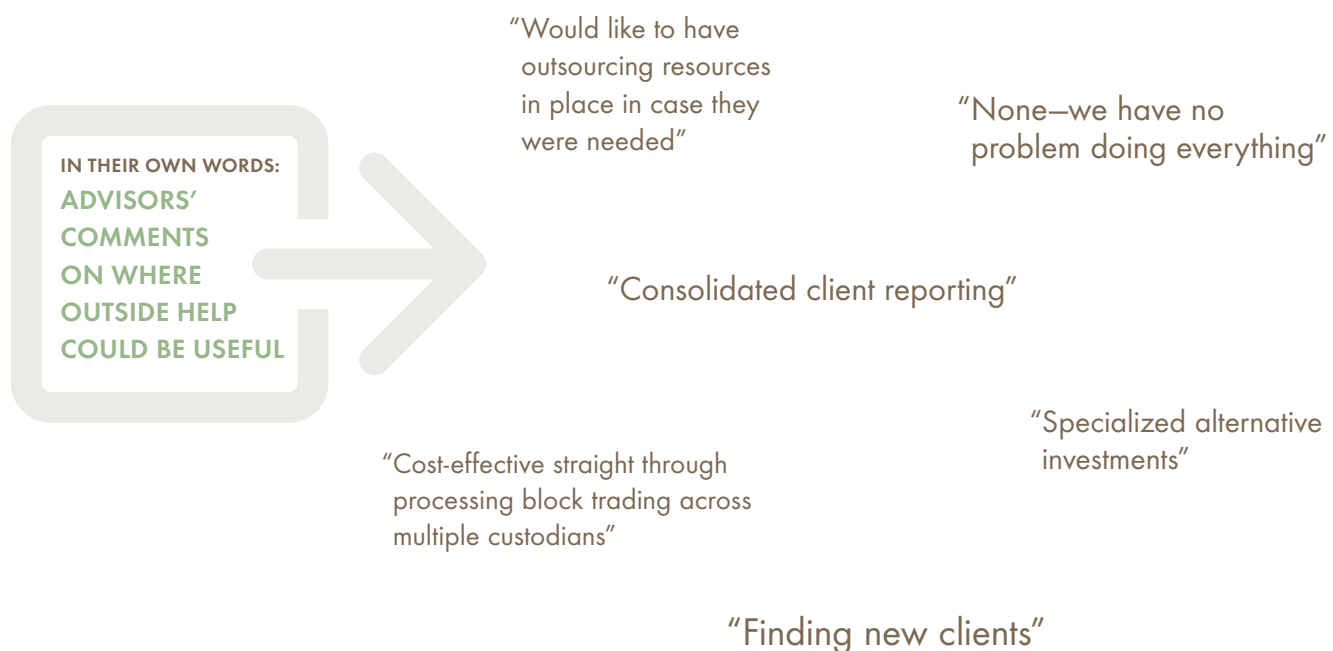 IN THEIR OWN WORDS:
ADVISORS’
COMMENTS
ON WHERE
OUTSIDE HELP
COULD BE USEFUL
“Would like to have
outsourcing resources
in place in case they
were needed”
“None—we have no
problem doing everything”
“Consolidated client reporting”
“Specialized alternative
investments”
“Cost-effective straight through
processing block trading across
multiple custodians”
“Finding new clients”